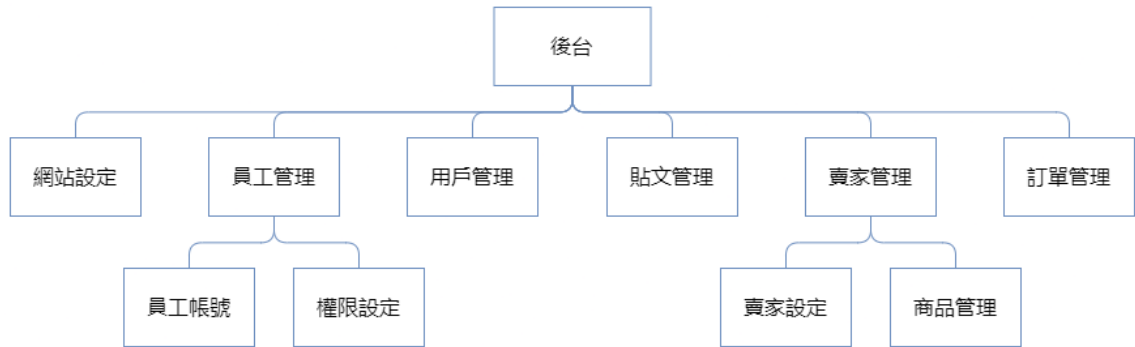 後台
網站設定
員工管理
用戶管理
貼文管理
賣家管理
訂單管理
員工帳號
權限設定
賣家設定
商品管理